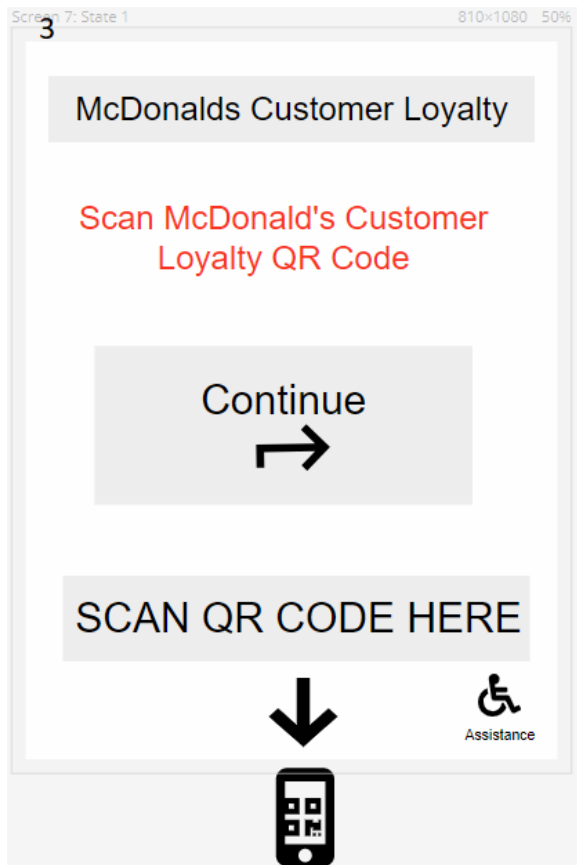 Screen 7: State 1 810×1080 50%
3
McDonalds Customer Loyalty
Scan McDonald's Customer
Loyalty QR Code
Continue
SCAN QR CODE HERE
Assistance